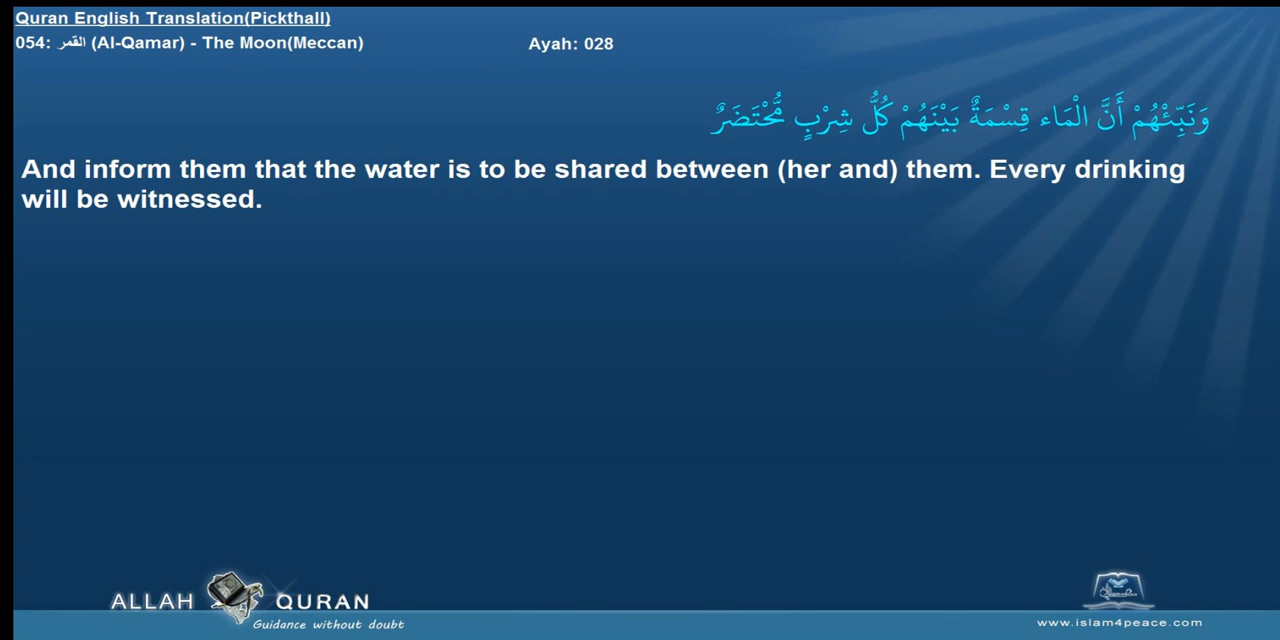 Quran English Translation(Pickthall)
054: القمر (Al-Qamar) - The Moon(Meccan) Ayah: 028
وَنَبِّئْهُمْ أَنَّ الْمَاء قِسْمَةٌ بَيْنَهُمْ كُلُّ شِرْبٍ مُّحْتَضَرٌ
And inform them that the water is to be shared between (her and) them. Every drinking
will be witnessed.
ALLAH QURAN
Guidance without doubt
www.islam4peace.com